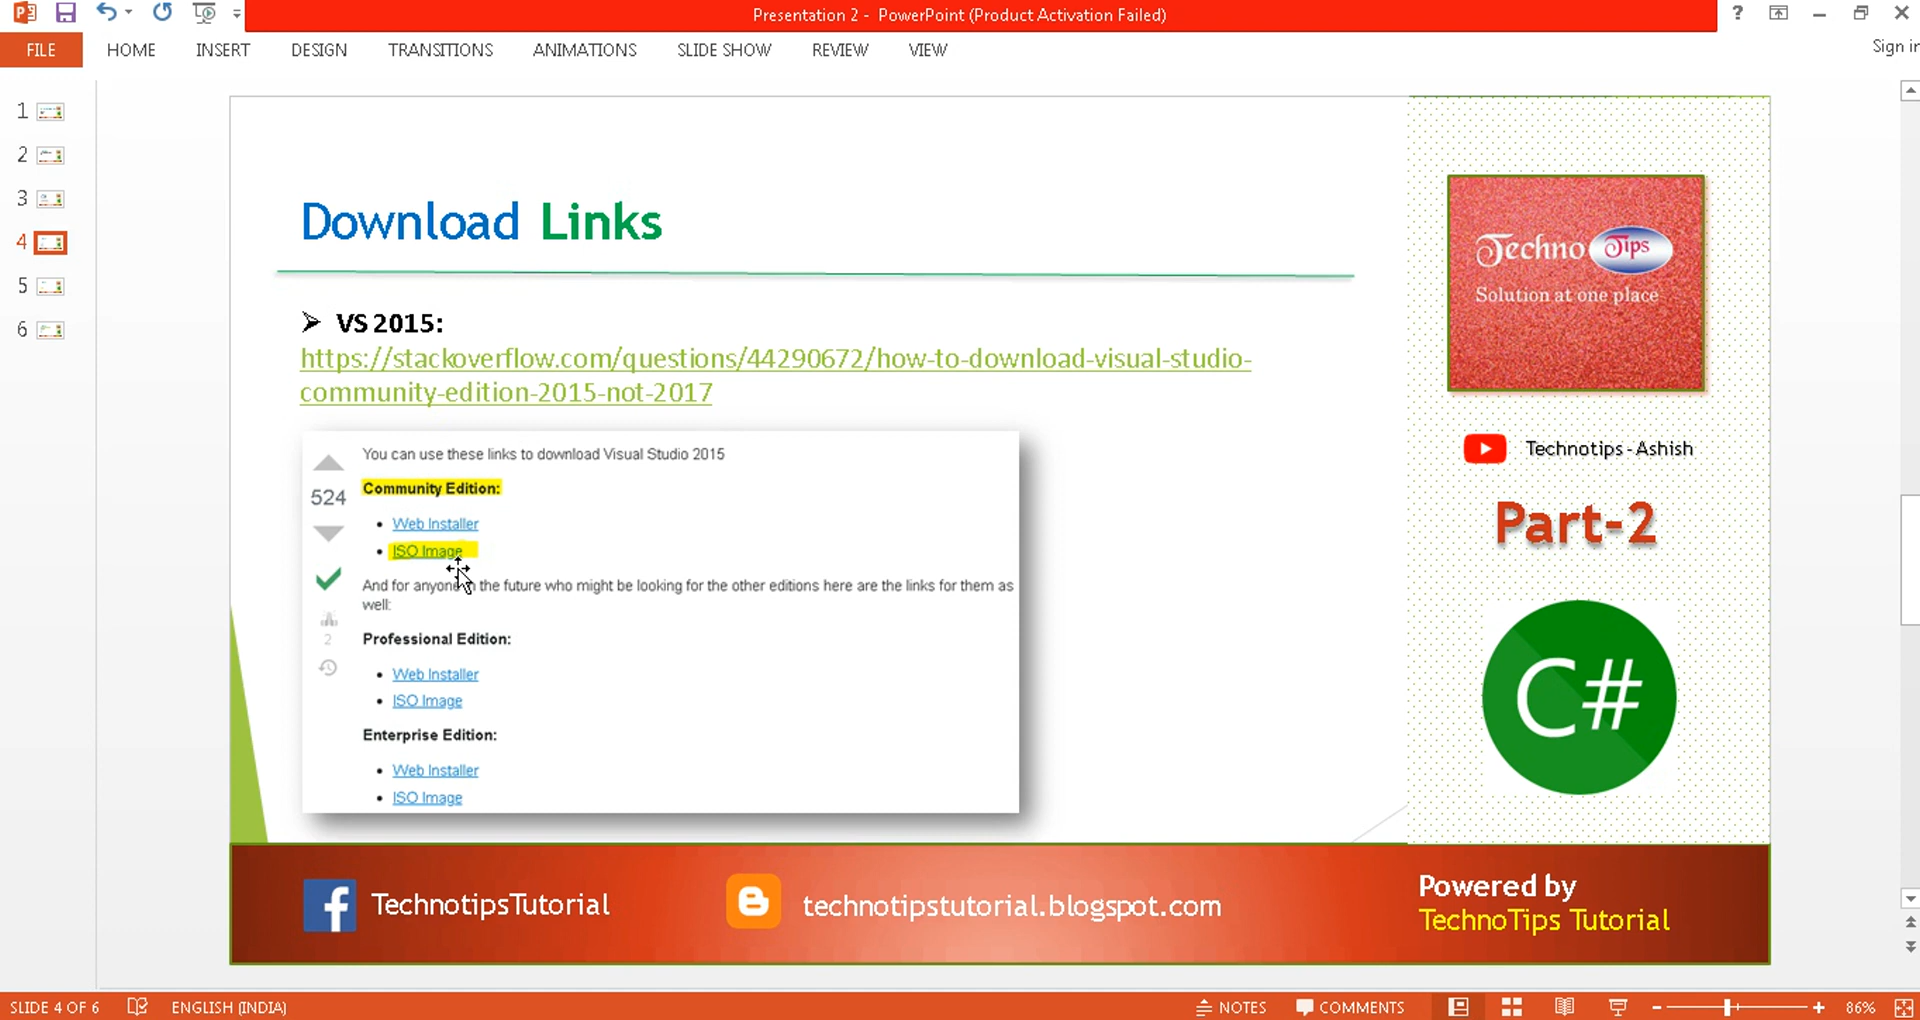 Presentation 2 - PowerPoint (Product Activation Failed)
?
Sign in
FILE HOME INSERT DESIGN TRANSITIONS ANIMATIONS SLIDE SHOW REVIEW VIEW
1
2
3
4
5
6
Download Links
VS 2015:
https://stackoverflow.com/questions/44290672/how-to-download-visual-studio-
community-edition-2015-not-2017
You can use these links to download Visual Studio 2015
524
Community Edition:
Web Installer
ISO Image
And for anyone in the future who might be looking for the other editions here are the links for them as
well:
2
Professional Edition:
Web Installer
ISO Image
Enterprise Edition:
Web Installer
ISO Image
Techno Tips
Solution at one place
Technotips - Ashish
Part-2
C#
TechnotipsTutorial
technotipstutorial.blogspot.com
Powered by
TechnoTips Tutorial
SLIDE 4 OF 6 ENGLISH (INDIA) NOTES COMMENTS 86%